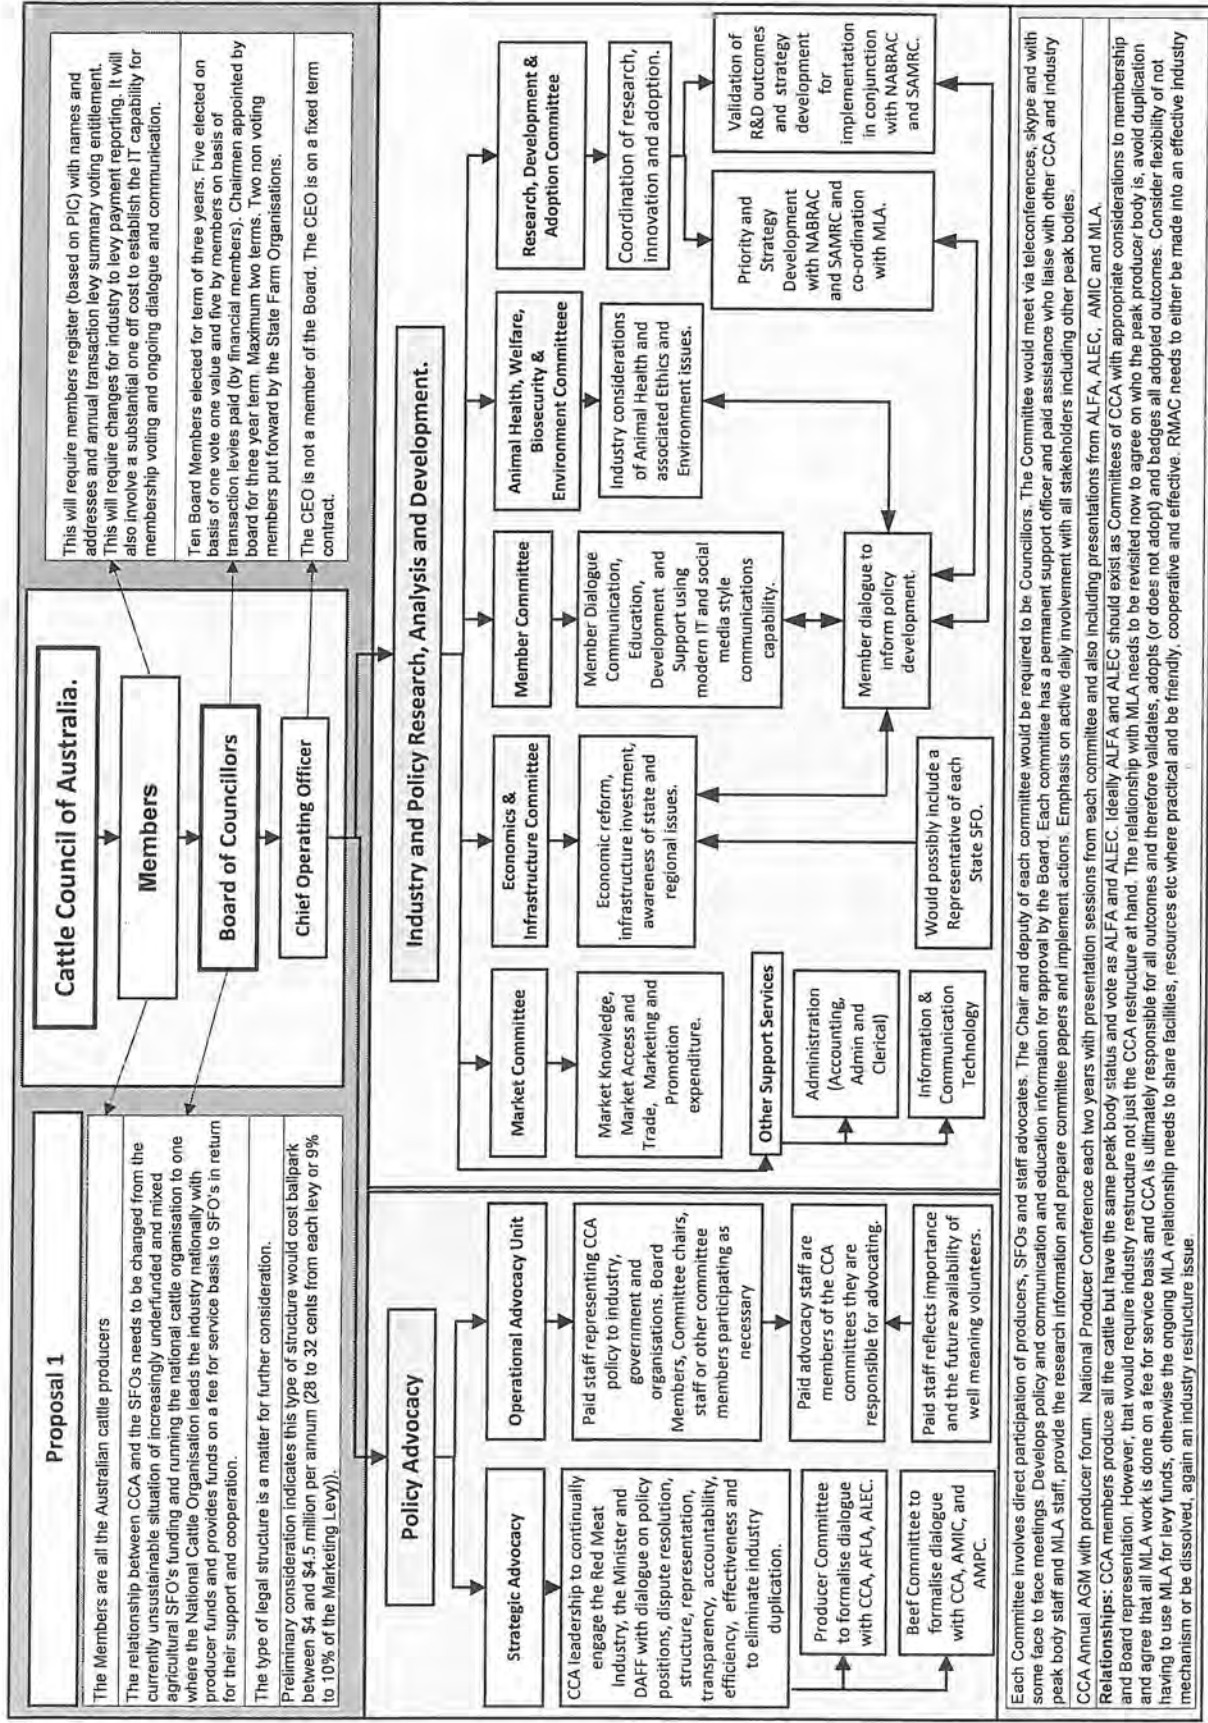 Proposal 1
The Members are all the Australian cattle producers
The relationship between CCA and the SFOs needs to be changed from the
currently unsustainable situation of increasingly underfunded and mixed
agricultural SFO's funding and running the national cattle organisation to one
where the National Cattle Organisation leads the industry nationally with
producer funds and provides funds on a fee for service basis to SFO's in return
for their support and cooperation.
The type of legal structure is a matter for further consideration.
Preliminary consideration indicates this type of structure would cost ballpark
between $4 and $4.5 million per annum (28 to 32 cents from each levy or 9%
to 10% of the Marketing Levy)).
Cattle Council of Australia.
Members
Board of Councillors
Chief Operating Officer
This will require members register (based on PIC) with names and
addresses and annual transaction levy summary voting entitlement.
This will require changes for industry to levy payment reporting. It will
also involve a substantial one off cost to establish the IT capability for
membership voting and ongoing dialogue and communication.
Ten Board Members elected for term of three years. Five elected on
basis of one vote one value and five by members on basis of
transaction levies paid (by financial members). Chairmen appointed by
board for three year term. Maximum two terms. Two non voting
members put forward by the State Farm Organisations.
The CEO is not a member of the Board. The CEO is on a fixed term
contract.
Policy Advocacy
Strategic Advocacy
CCA leadership to continually
engage the Red Meat
Industry, the Minister and
DAFF with dialogue on policy
positions, dispute resolution,
structure, representation,
transparency, accountability,
efficiency, effectiveness and
to eliminate industry
duplication.
Producer Committee
to formalise dialogue
with CCA, AFLA, ALEC.
Beef Committee to
formalise dialogue
with CCA, AMIC, and
AMPC.
Operational Advocacy Unit
Paid staff representing CCA
policy to industry,
government and
organisations. Board
Members, Committee chairs,
staff or other committee
members participating as
necessary
Paid advocacy staff are
members of the CCA
committees they are
responsible for advocating.
Paid staff reflects importance
and the future availability of
well meaning volunteers.
Industry and Policy Research, Analysis and Development.
Market Committee
Market Knowledge,
Market Access and
Trade, Marketing and
Promotion
expenditure.
Other Support Services
Administration
(Accounting,
Admin and
Clerical)
Information &
Communication
Technology
Economics &
Infrastructure Committee
Economic reform,
infrastructure investment,
awareness of state and
regional issues.
Would possibly include a
Representative of each
State SFO.
Member Committee
Member Dialogue
Communication,
Education,
Development and
Support using
modern IT and social
media style
communications
capability.
Member dialogue to
inform policy
development.
Animal Health, Welfare,
Biosecurity &
Environment Committeee
Industry considerations
of Animal Health and
associated Ethics and
Environment issues.
Research, Development &
Adoption Committee
Coordination of research,
innovation and adoption.
Priority and
Strategy
Development
with NABRAC
and SAMRC and
co-ordination
with MLA.
Validation of
R&D outcomes
and strategy
development
for
implementation
in conjunction
with NABRAC
and SAMRC.
Each Committee involves direct participation of producers, SFOs and staff advocates. The Chair and deputy of each committee would be required to be Councillors. The Committee would meet via teleconferences, skype and with
some face to face meetings. Develops policy and communication and education information for approval by the Board. Each committee has a permanent support officer and paid assistance who liaise with other CCA and industry
peak body staff and MLA staff, provide the research information and prepare committee papers and implement actions. Emphasis on active daily involvement with all stakeholders including other peak bodies.
CCA Annual AGM with producer forum. National Producer Conference each two years with presentation sessions from each committee and also including presentations from ALFA, ALEC, AMIC and MLA.
Relationships: CCA members produce all the cattle but have the same peak body status and vote as ALFA and ALEC. Ideally ALFA and ALEC should exist as Committees of CCA with appropriate considerations to membership
and Board representation. However, that would require industry restructure not just the CCA restructure at hand. The relationship with MLA needs to be revisited now to agree on who the peak producer body is, avoid duplication
and agree that all MLA work is done on a fee for service basis and CCA is ultimately responsible for all outcomes and therefore validates, adopts (or does not adopt) and badges all adopted outcomes. Consider flexibility of not
having to use MLA for levy funds, otherwise the ongoing MLA relationship needs to share facilities, resources etc where practical and be friendly, cooperative and effective. RMAC needs to either be made into an effective industry
mechanism or be dissolved, again an industry restructure issue.